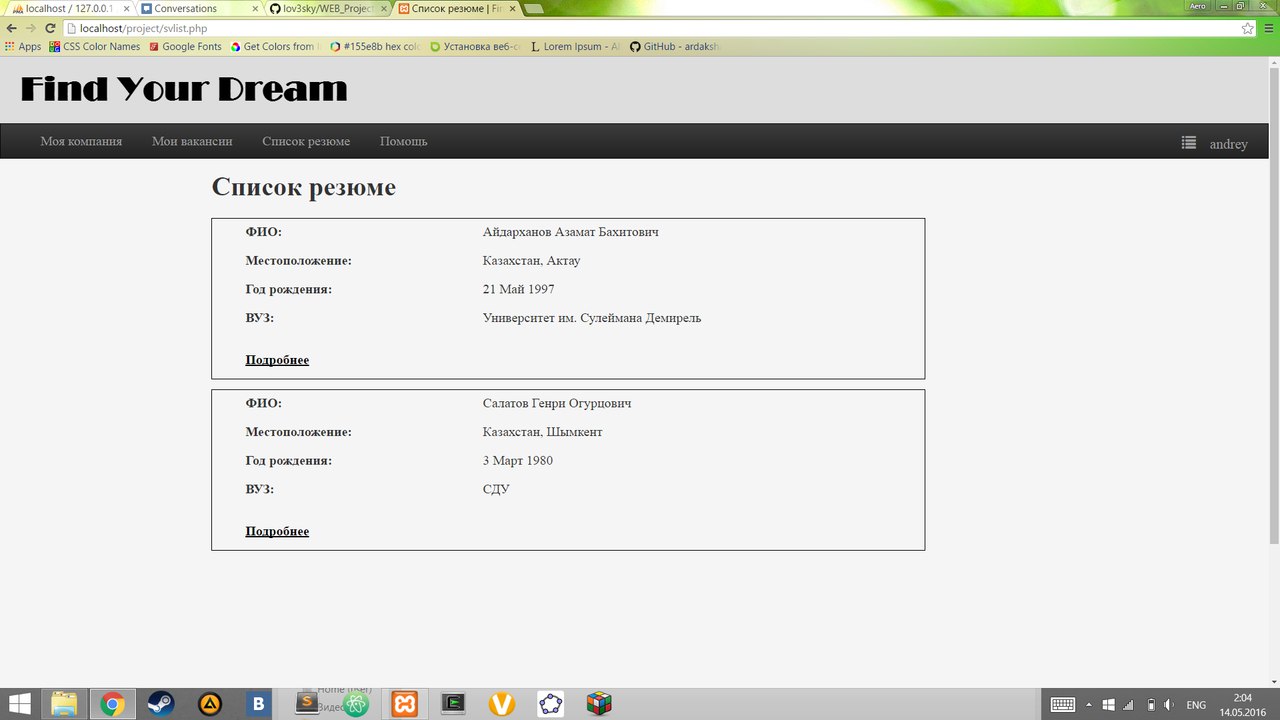 localhost / 127.0.0.1
Conversations
lov3sky/WEB_Project
Список резюме | Fin
Aero
localhost/project/svlist.php
Apps
CSS Color Names
Google Fonts
Get Colors from
#155e8b hex colo
Установка веб-се
Lorem Ipsum - Al
GitHub - ardaksh
Find Your Dream
Моя компания
Мои вакансии
Список резюме
Помощь
andrey
Список резюме
ФИО: Айдарханов Азамат Бахитович
Местоположение: Казахстан, Актау
Год рождения: 21 Май 1997
ВУЗ: Университет им. Сулеймана Демирель
Подробнее
ФИО: Салатов Генри Огурцович
Местоположение: Казахстан, Шымкент
Год рождения: 3 Март 1980
ВУЗ: СДУ
Подробнее
ENG
2:04
14.05.2016